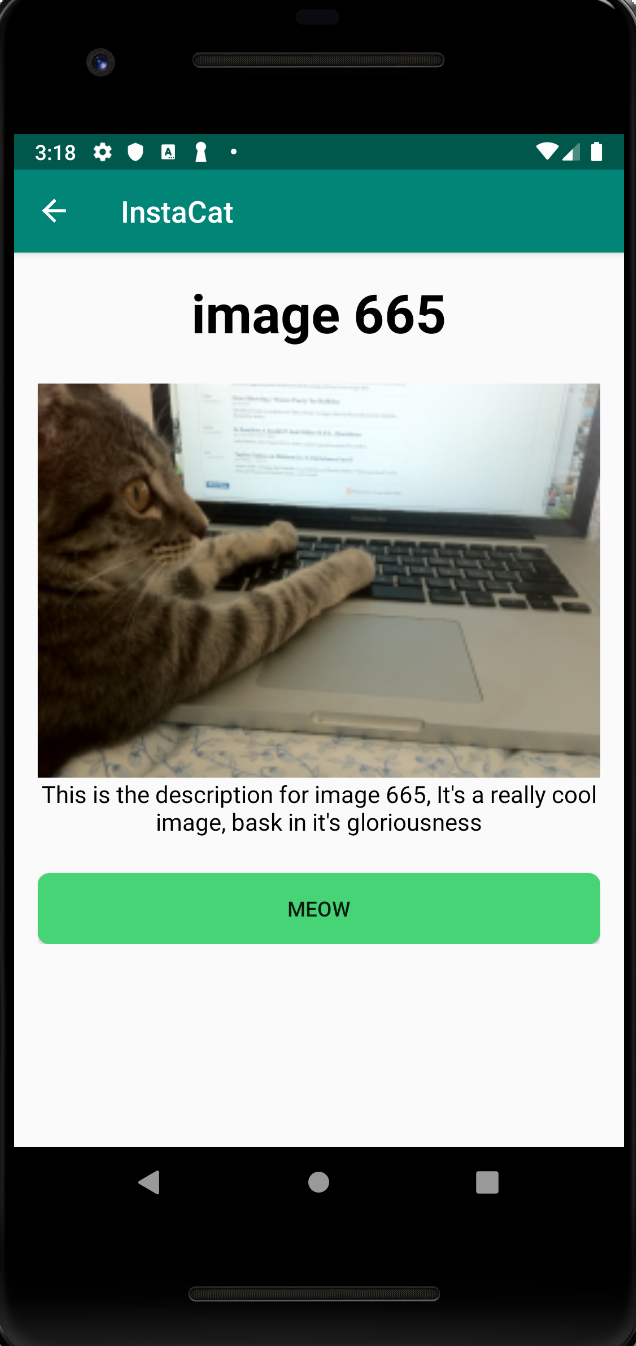 3:18
InstaCat
image 665
This is the description for image 665, It's a really cool
image, bask in it's gloriousness
MEOW